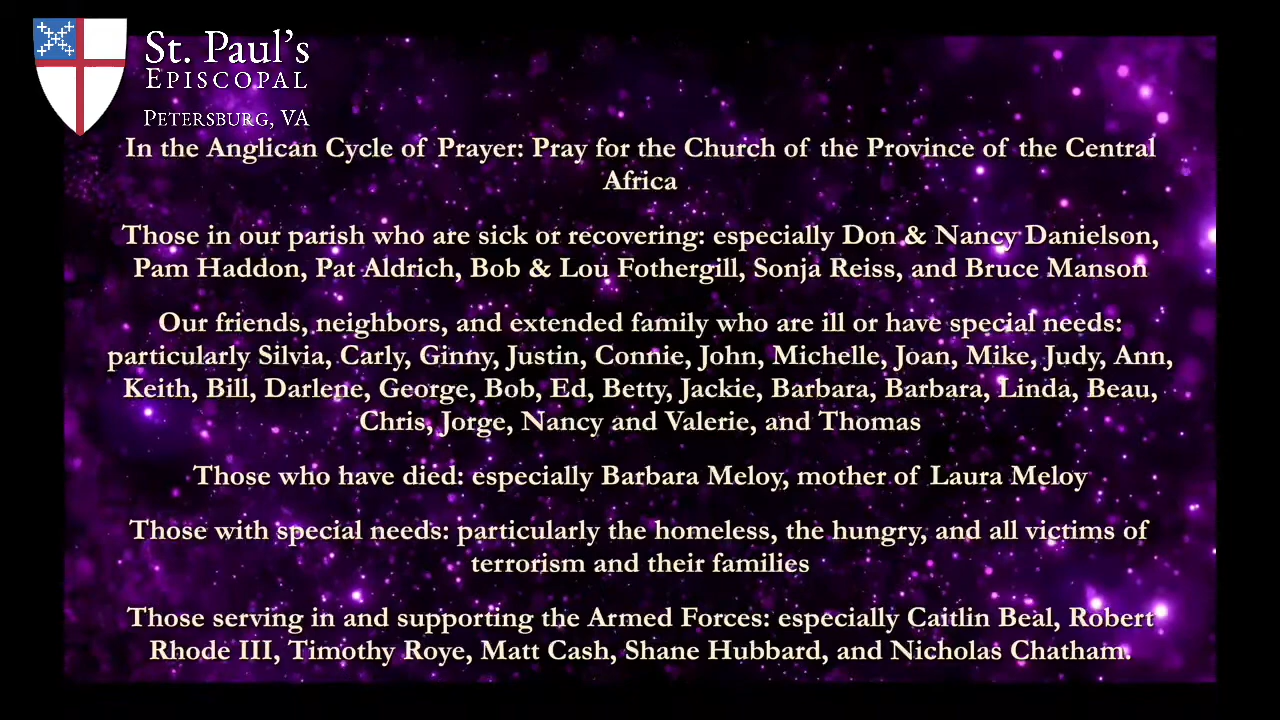 St. Paul's
Episcopal
Petersburg, VA
In the Anglican Cycle of Prayer: Pray for the Church of the Province of the Central
Africa
Those in our parish who are sick or recovering: especially Don & Nancy Danielson,
Pam Haddon, Pat Aldrich, Bob & Lou Fothergill, Sonja Reiss, and Bruce Manson
Our friends, neighbors, and extended family who are ill or have special needs:
particularly Silvia, Carly, Ginny, Justin, Connie, John, Michelle, Joan, Mike, Judy, Ann,
Keith, Bill, Darlene, George, Bob, Ed, Betty, Jackie, Barbara, Barbara, Linda, Beau,
Chris, Jorge, Nancy and Valerie, and Thomas
Those who have died: especially Barbara Meloy, mother of Laura Meloy
Those with special needs: particularly the homeless, the hungry, and all victims of
terrorism and their families
Those serving in and supporting the Armed Forces: especially Caitlin Beal, Robert
Rhode III, Timothy Roye, Matt Cash, Shane Hubbard, and Nicholas Chatham.